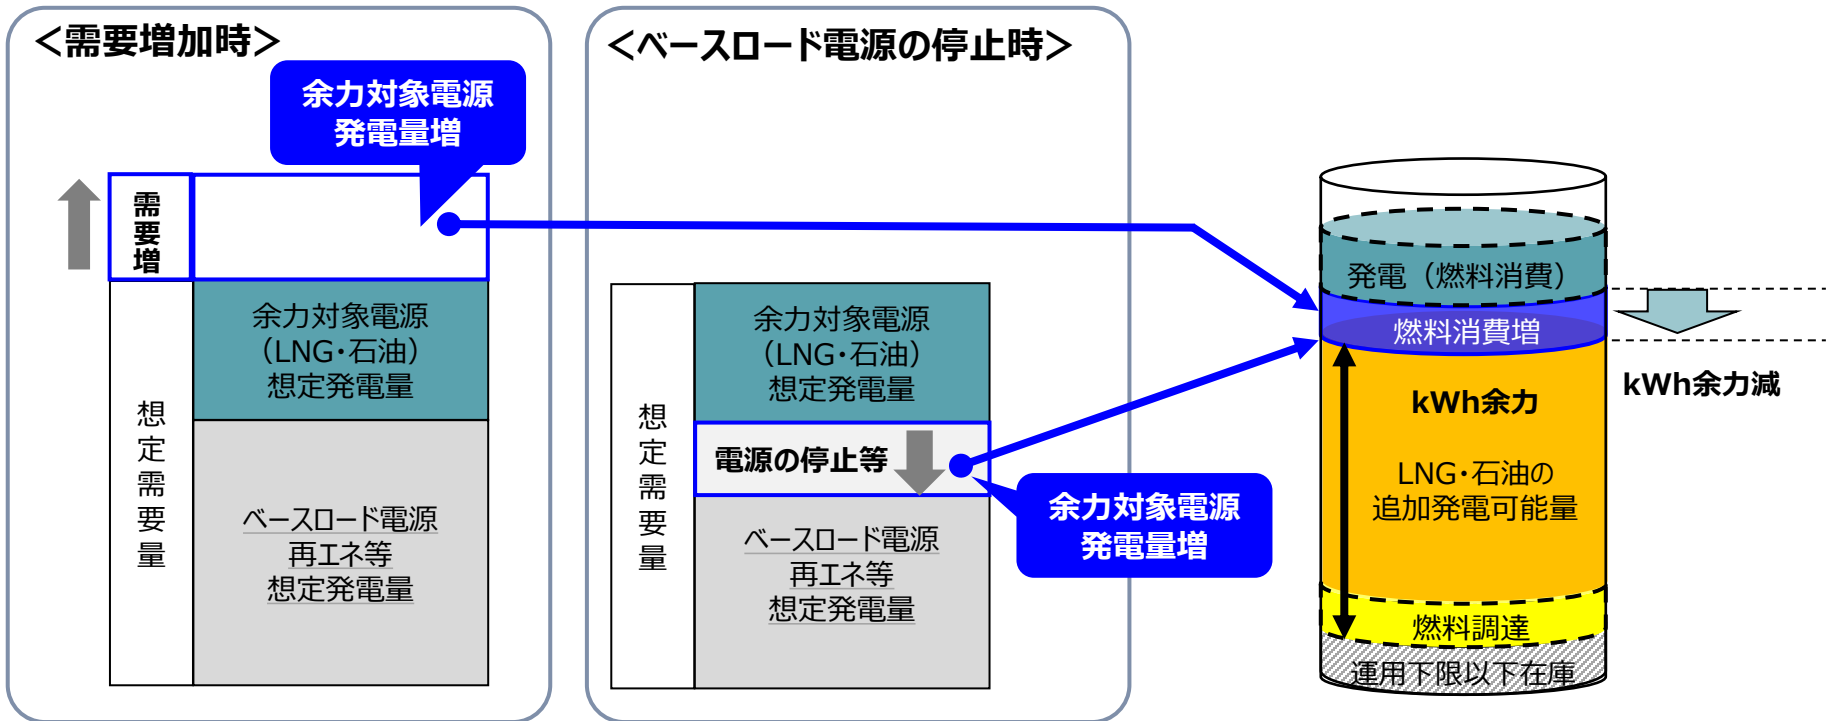 ＜需要増加時＞
余力対象電源
発電量増
需要増
余力対象電源
（LNG・石油）
想定発電量
想定需要量
ベースロード電源
再エネ等
想定発電量
＜ベースロード電源の停止時＞
余力対象電源
（LNG・石油）
想定発電量
電源の停止等
想定需要量
余力対象電源
発電量増
ベースロード電源
再エネ等
想定発電量
発電（燃料消費）
燃料消費増
kWh余力減
kWh余力
LNG・石油の
追加発電可能量
燃料調達
運用下限以下在庫